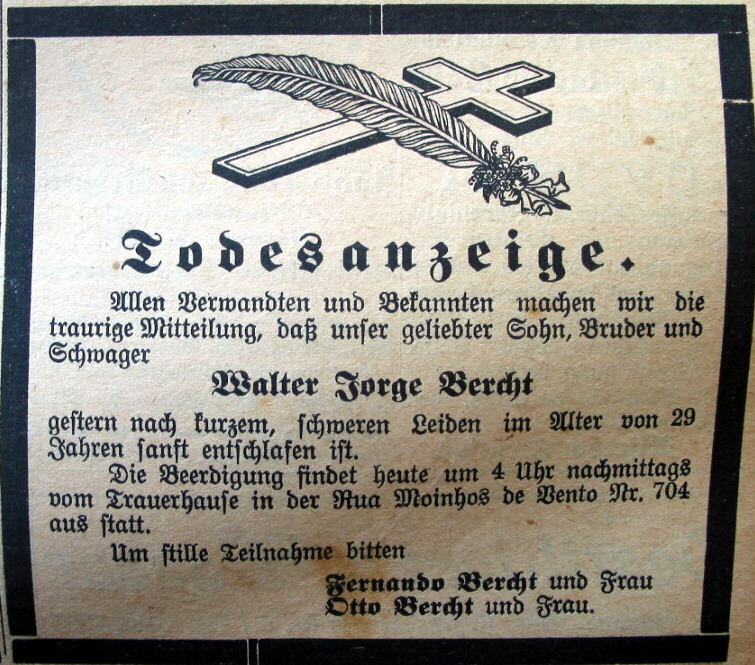 Todesanzeige.
Allen Verwandten und Bekannten machen wir die
traurige Mitteilung, daß unser geliebter Sohn, Bruder und
Schwager
Walter Jorge Bercht
gestern nach kurzem, schweren Leiden im Alter von 29
Jahren sanft entschlafen ist.
Die Beerdigung findet heute um 4 Uhr nachmittags
vom Trauerhause in der Rua Moinhos de Vento Nr. 704
aus statt.
Um stille Teilnahme bitten
Fernando Bercht und Frau
Otto Bercht und Frau.